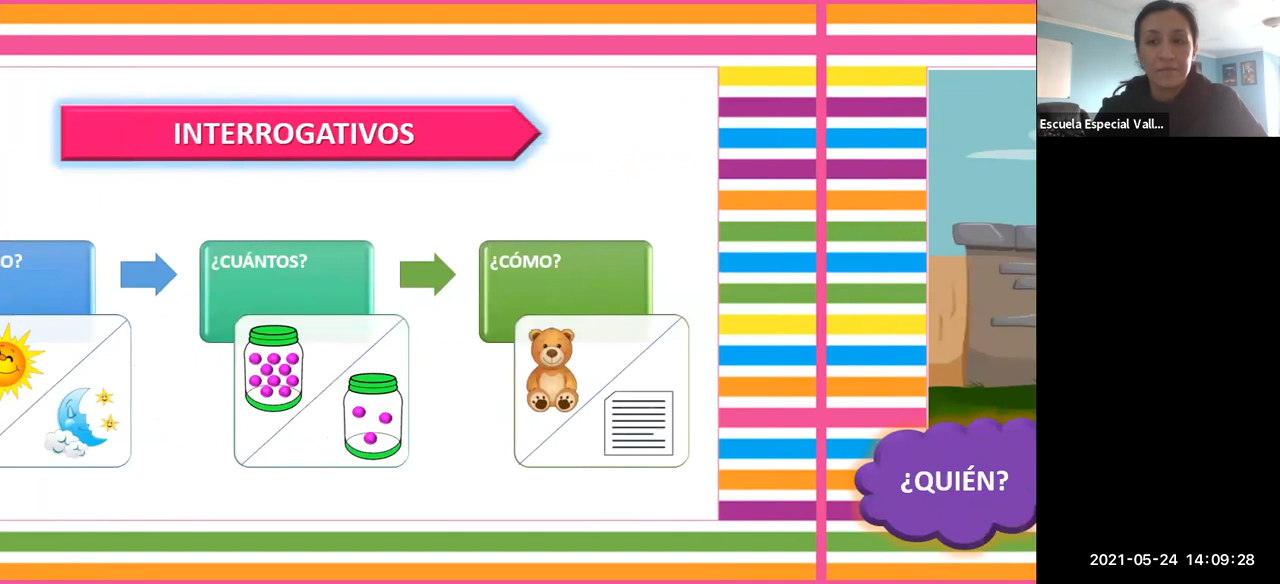 INTERROGATIVOS
O?
¿CUÁNTOS?
¿CÓMO?
¿QUIÉN?
Escuela Especial Vall...
2021-05-24 14:09:28